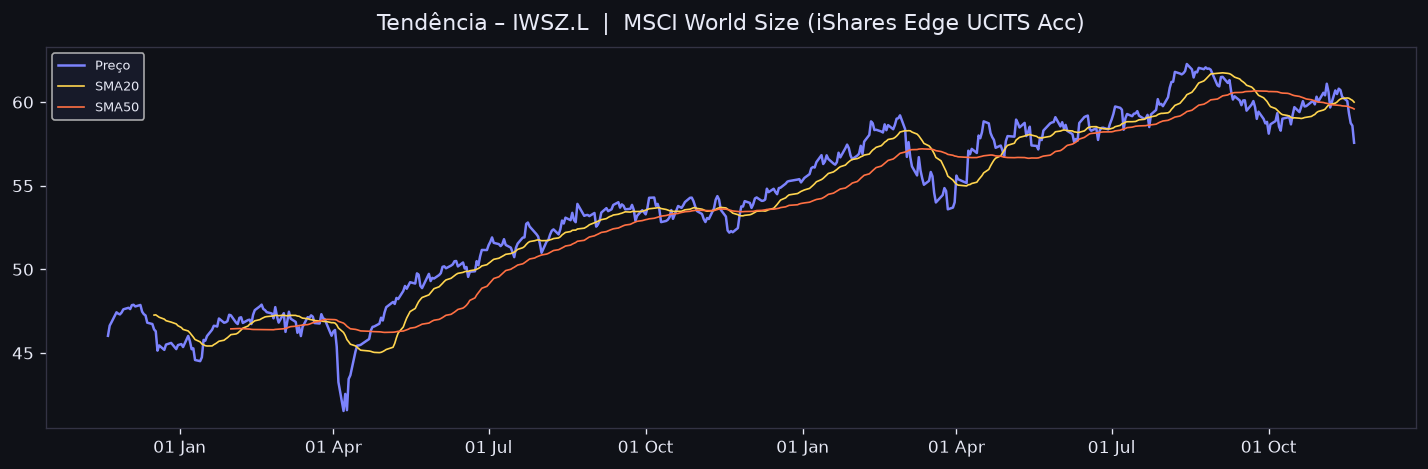 Tendência – IWSZ.L | MSCI World Size (iShares Edge UCITS Acc)
Preço
SMA20
SMA50
60
55
50
45
01 Jan
01 Apr
01 Jul
01 Oct
01 Jan
01 Apr
01 Jul
01 Oct